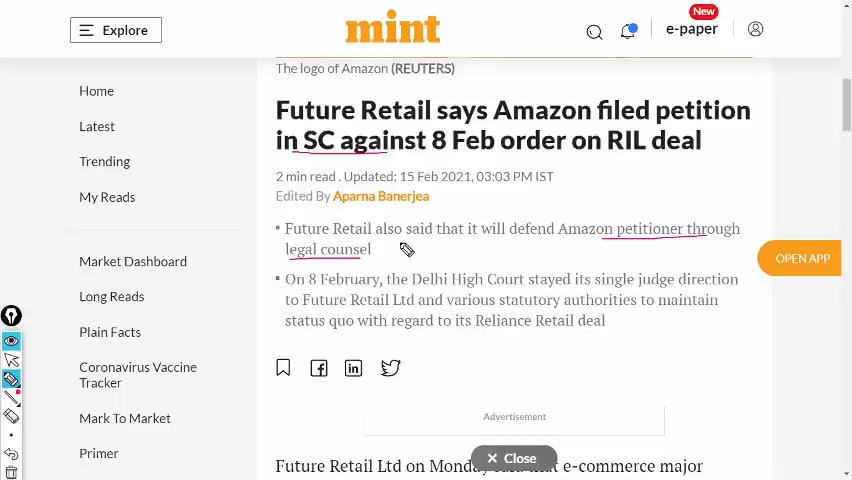 New
Explore
mint
e-paper
The logo of Amazon (REUTERS)
Home
Latest
Trending
My Reads
Market Dashboard
Long Reads
Plain Facts
Coronavirus Vaccine
Tracker
Mark To Market
Primer
Future Retail says Amazon filed petition
in SC against 8 Feb order on RIL deal
2 min read . Updated: 15 Feb 2021, 03:03 PM IST
Edited By Aparna Banerjea
Future Retail also said that it will defend Amazon petitioner through
legal counsel
On 8 February, the Delhi High Court stayed its single judge direction
to Future Retail Ltd and various statutory authorities to maintain
status quo with regard to its Reliance Retail deal
OPEN APP
Advertisement
Close
Future Retail Ltd on Monday said that e-commerce major